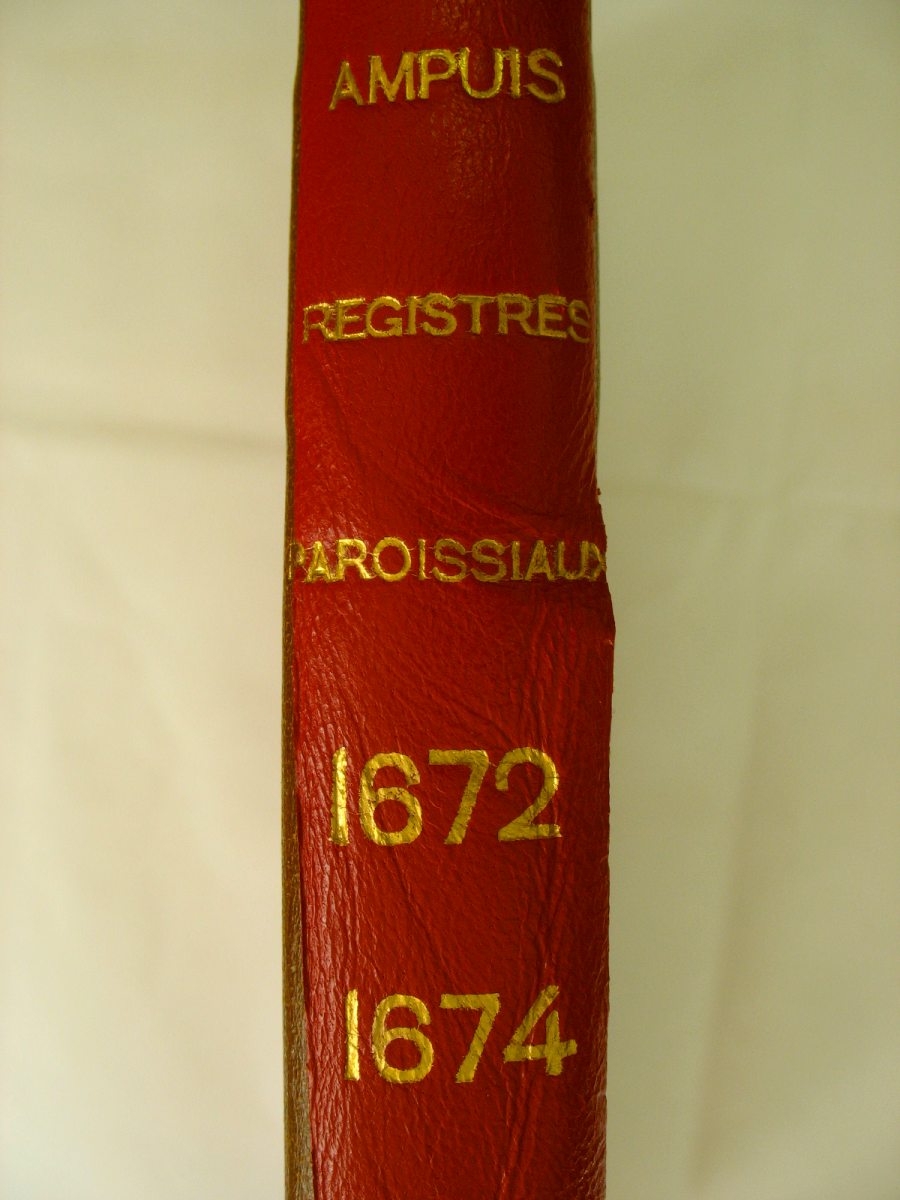 AMPUIS
REGISTRES
PAROISSIAUX
1672
1674